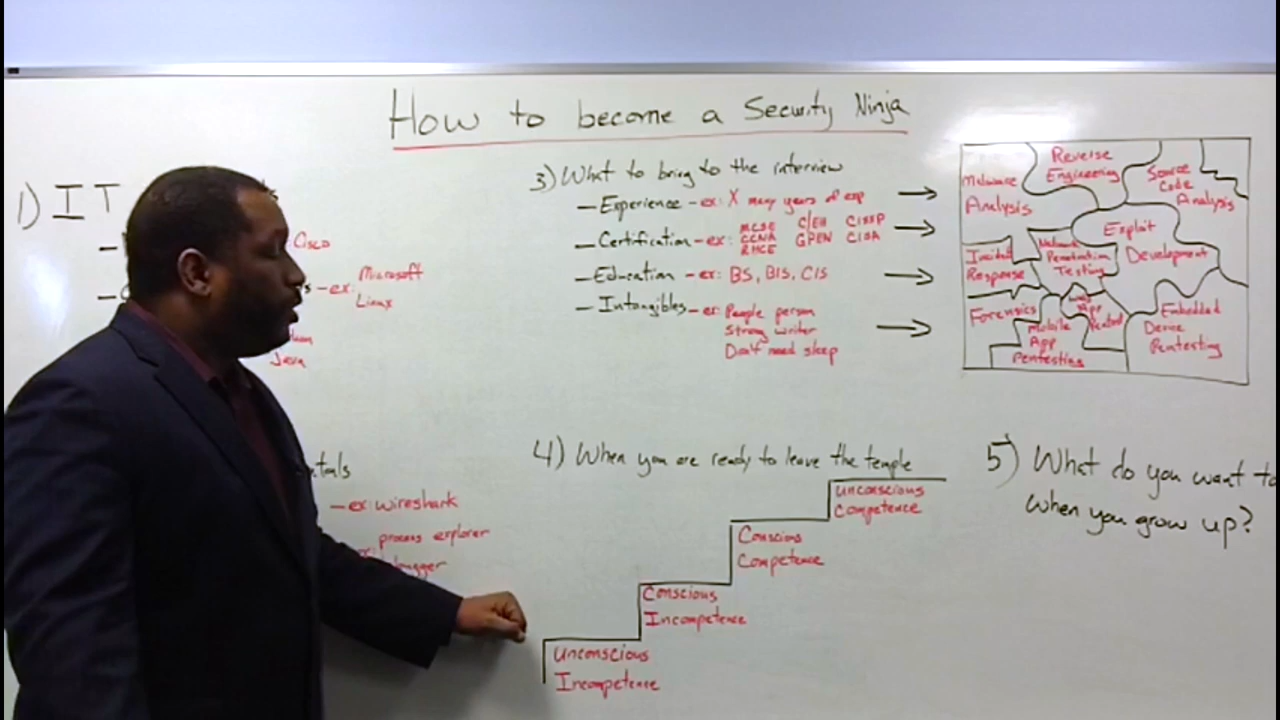 How to become a Security Ninja
1) IT
Cisco
- ex: Microsoft
Linux
Java
- ex: wireshark
process explorer
3) What to bring to the interview
- Experience - ex: X many years of exp
- Certification - ex: MCSE C/EH CISSP
CCNA GPEN CISA
RHCE
- Education - ex: BS, BIS, CIS
- Intangibles - ex: People person
Strong writer
Don't need sleep
Malware
Analysis
Reverse
Engineering
Source
Code
Analysis
Exploit
Development
Incident
Response
Network
Penetration
Testing
Forensics
Mobile
App
Pentesting
Web
App
Pentest
Embedded
Device
Pentesting
4) When you are ready to leave the temple
Unconscious
Competence
Conscious
Competence
Conscious
Incompetence
Unconscious
Incompetence
5) What do you want to
when you grow up?